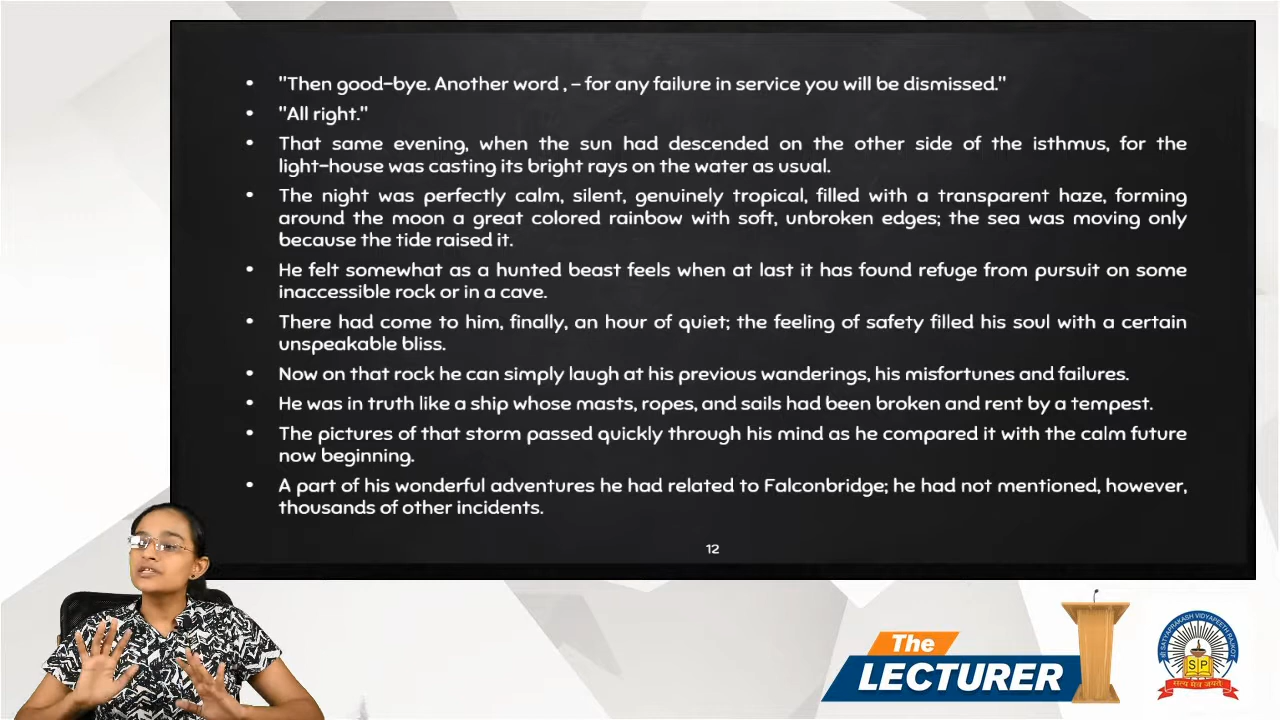 • "Then good-bye. Another word , – for any failure in service you will be dismissed."
• "All right."
• That same evening, when the sun had descended on the other side of the isthmus, for the
light-house was casting its bright rays on the water as usual.
• The night was perfectly calm, silent, genuinely tropical, filled with a transparent haze, forming
around the moon a great colored rainbow with soft, unbroken edges; the sea was moving only
because the tide raised it.
• He felt somewhat as a hunted beast feels when at last it has found refuge from pursuit on some
inaccessible rock or in a cave.
• There had come to him, finally, an hour of quiet; the feeling of safety filled his soul with a certain
unspeakable bliss.
• Now on that rock he can simply laugh at his previous wanderings, his misfortunes and failures.
• He was in truth like a ship whose masts, ropes, and sails had been broken and rent by a tempest.
• The pictures of that storm passed quickly through his mind as he compared it with the calm future
now beginning.
• A part of his wonderful adventures he had related to Falconbridge; he had not mentioned, however,
thousands of other incidents.
12
The
LECTURER
SATYAPRAKASH VIDYAPEETH RAJKOT
SP
सत्य मेव जयते